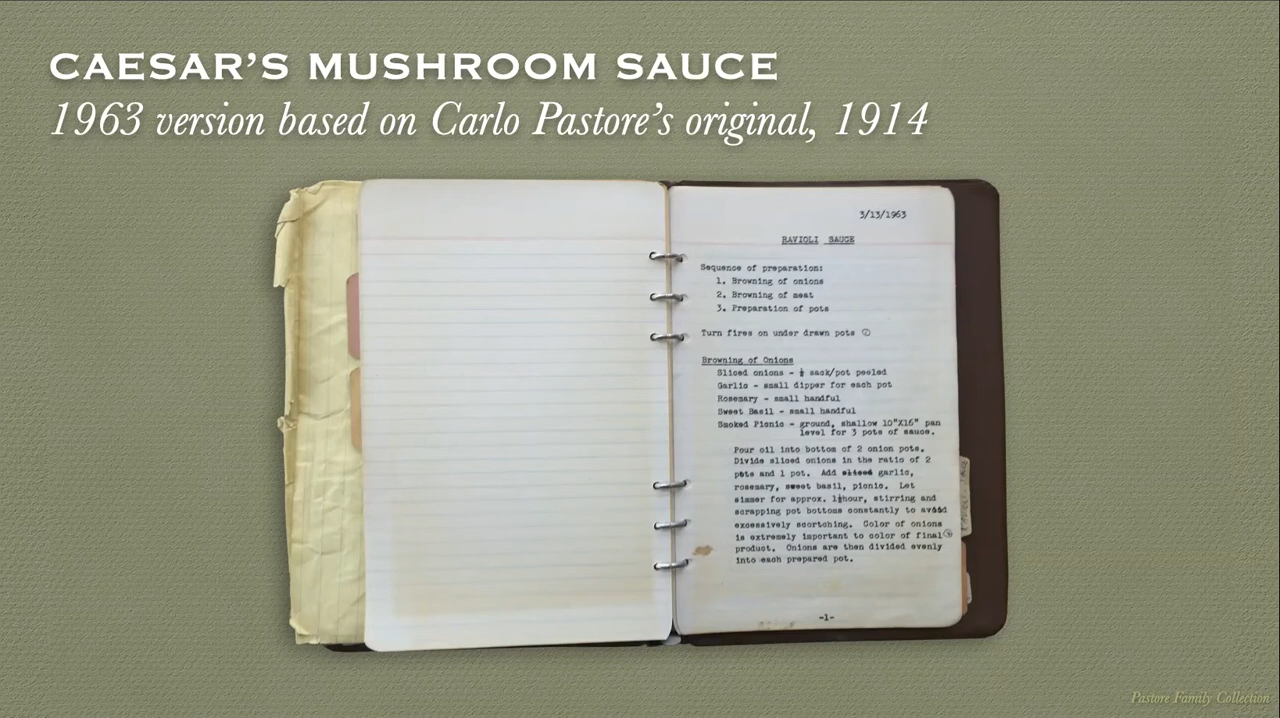 CAESAR'S MUSHROOM SAUCE
1963 version based on Carlo Pastore's original, 1914
3/13/1963
RAVIOLI SAUCE
Sequence of preparation:
1. Browning of onions
2. Browning of meat
3. Preparation of pots
Turn fires on under drawn pots ①
Browning of Onions
Sliced onions - ½ sack/pot peeled
Garlic - small dipper for each pot
Rosemary - small handful
Sweet Basil - small handful
Smoked Picnic - ground, shallow 10"X16" pan
level for 3 pots of sauce.
Pour oil into bottom of 2 onion pots.
Divide sliced onions in the ratio of 2
pots and 1 pot. Add sliced garlic,
rosemary, sweet basil, picnic. Let
simmer for approx. 1½hour, stirring and
scrapping pot bottoms constantly to avoid
excessively scortching. Color of onions
is extremely important to color of final
product. Onions are then divided evenly
into each prepared pot.
-1-
Pastore Family Collection